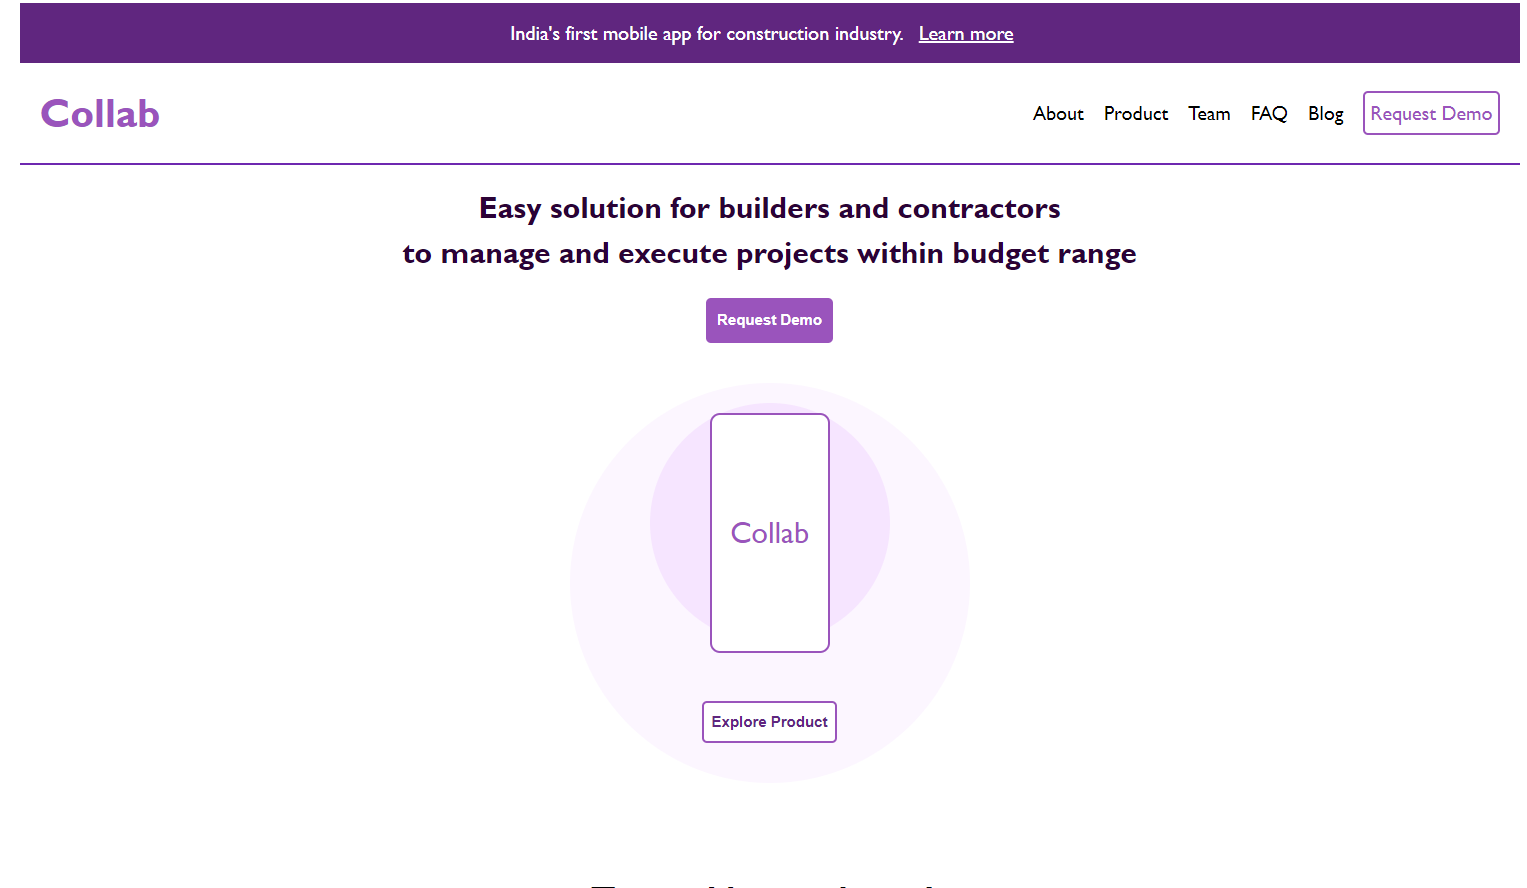 India's first mobile app for construction industry. Learn more
Collab
About Product Team FAQ Blog Request Demo
Easy solution for builders and contractors
to manage and execute projects within budget range
Request Demo
Collab
Explore Product